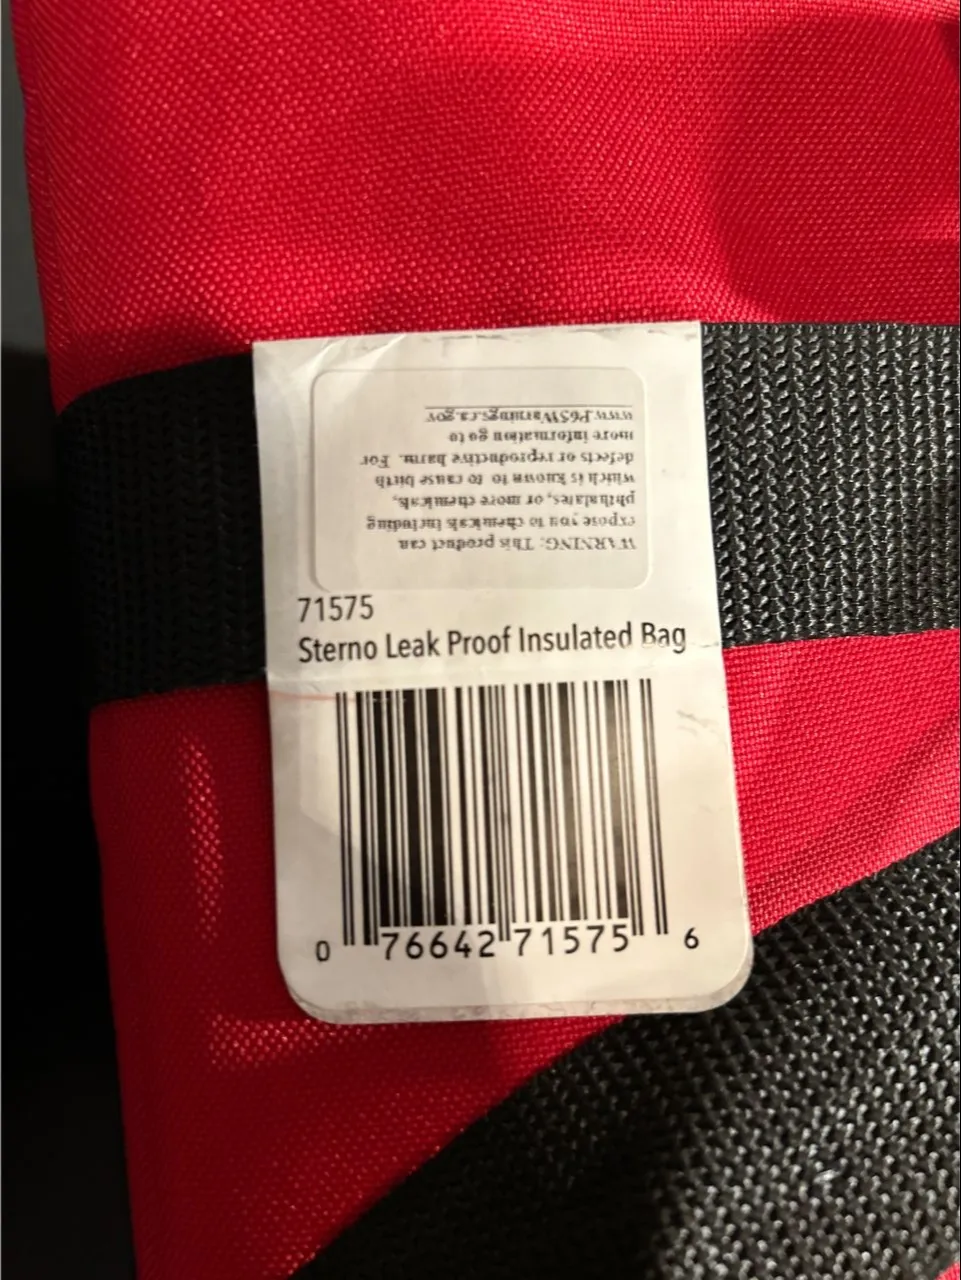 WARNING: This product can
expose you to chemicals including
phthalates, or more chemicals,
which is known to cause birth
defects or reproductive harm. For
more information go to
www.P65Warnings.ca.gov
71575
Sterno Leak Proof Insulated Bag
0 76642 71575 6